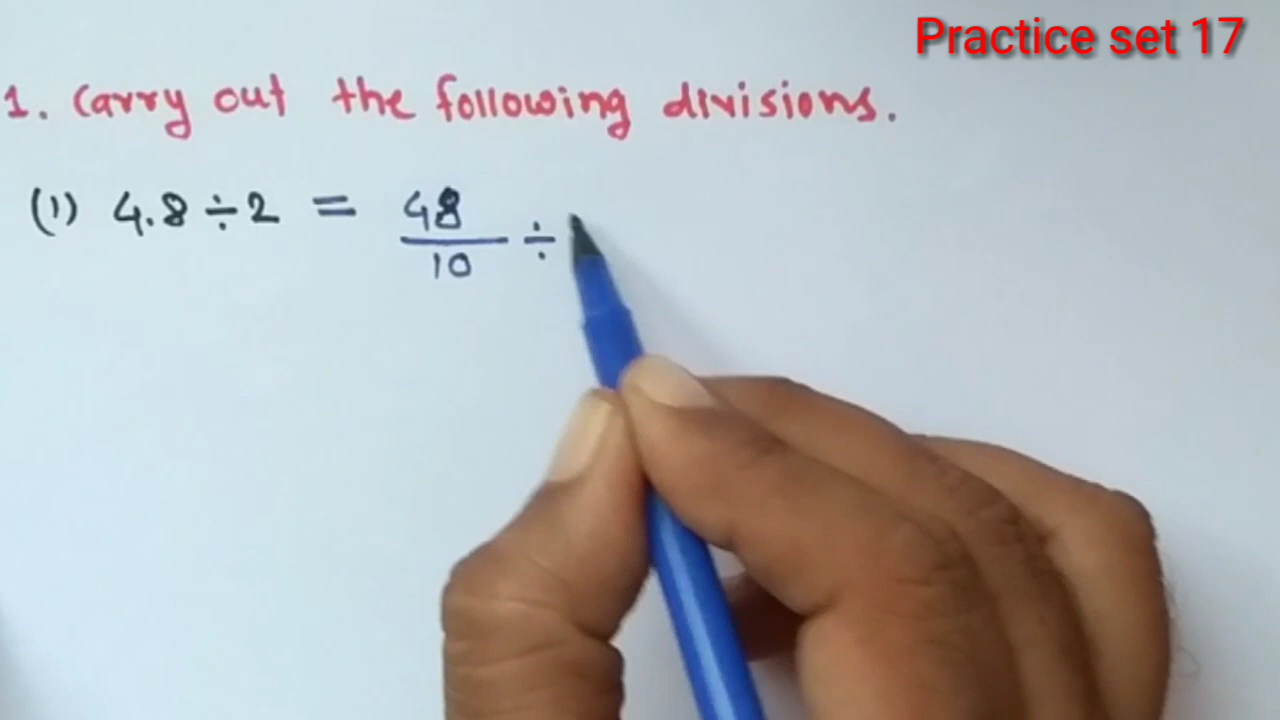 Practice set 17
1. Carry out the following divisions.
(1) 4.8 ÷ 2 = 48/10 ÷